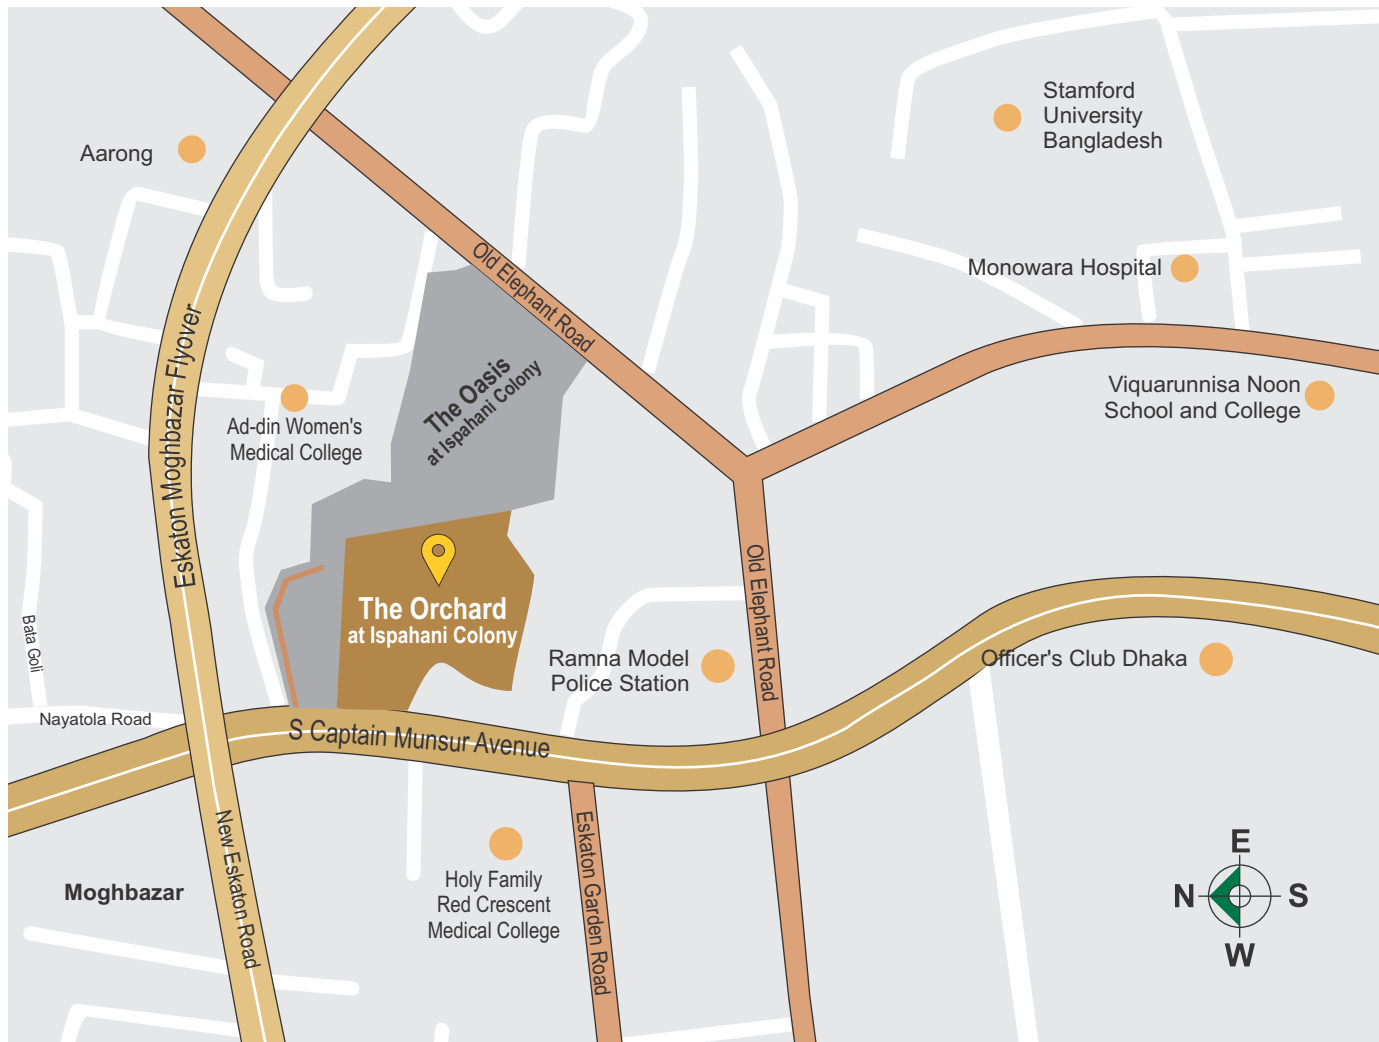 Stamford
University
Bangladesh
Aarong
Old Elephant Road
Monowara Hospital
Eskaton Moghbazar Flyover
The Oasis
at Ispahani Colony
Viquarunnisa Noon
School and College
Ad-din Women's
Medical College
The Orchard
at Ispahani Colony
Old Elephant Road
Bata Goli
Ramna Model
Police Station
Officer's Club Dhaka
Nayatola Road
S Captain Munsur Avenue
New Eskaton Road
Eskaton Garden Road
Moghbazar
Holy Family
Red Crescent
Medical College
E
N S
W